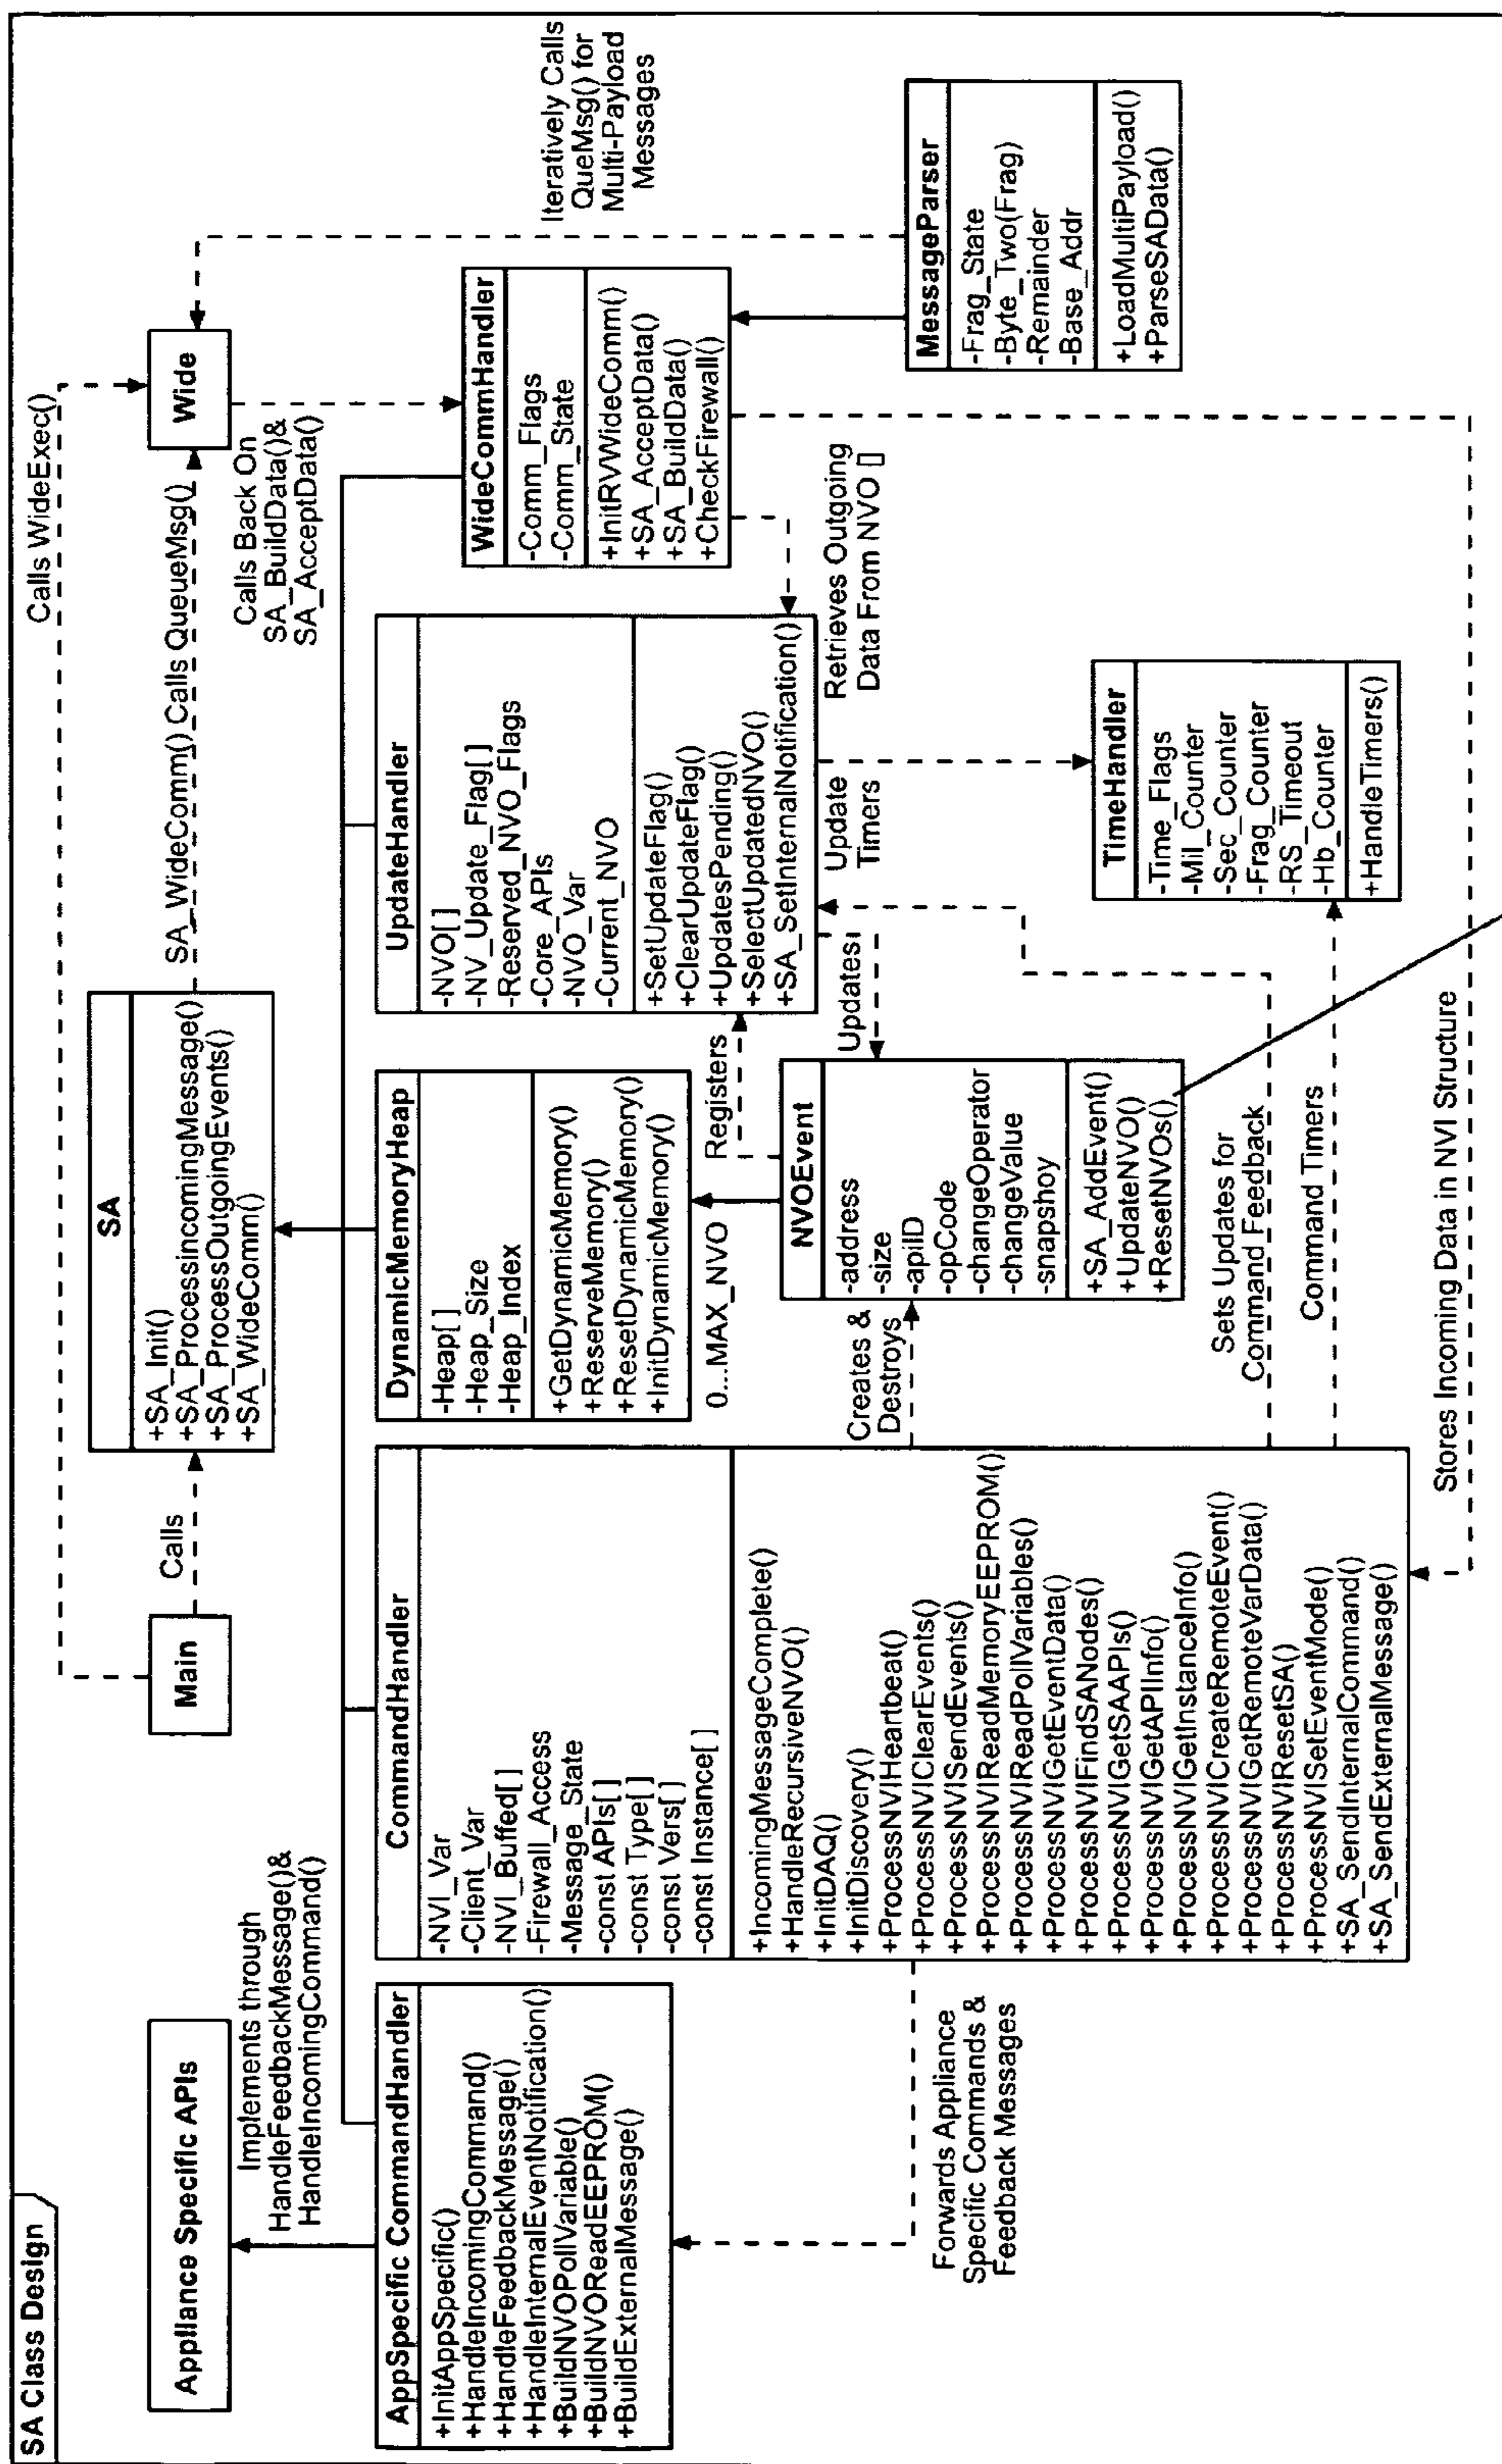 SA Class Design
Appliance Specific APIs
Implements through
HandleFeedbackMessage()&
HandleIncomingCommand()
Main
Calls
Calls WideExec()
SA
+SA_Init()
+SA_ProcessincomingMessage()
+SA_ProcessOutgoingEvents()
+SA_WideComm()
SA_WideComm() Calls QueueMsg()
Wide
Calls Back On
SA_BuildData()&
SA_AcceptData()
Iteratively Calls
QueMsg() for
Multi-Payload
Messages
AppSpecific CommandHandler
+InitAppSpecific()
+HandleIncomingCommand()
+HandleFeedbackMessage()
+HandleInternalEventNotification()
+BuildNVOPollVariable()
+BuildNVOReadEEPROM()
+BuildExternalMessage()
Forwards Appliance
Specific Commands &
Feedback Messages
CommandHandler
-NVI_Var
-Client_Var
-NVI_Buffed[ ]
-Firewall_Access
-Message_State
-const APIs[ ]
-const Type[ ]
-const Vers[ ]
-const Instance[ ]
+IncomingMessageComplete()
+HandleRecursiveNVO()
+InitDAQ()
+InitDiscovery()
+ProcessNVIHeartbeat()
+ProcessNVIClearEvents()
+ProcessNVISendEvents()
+ProcessNVIReadMemoryEEPROM()
+ProcessNVIReadPollVariables()
+ProcessNVIGetEventData()
+ProcessNVIFindSANodes()
+ProcessNVIGetSAAPIs()
+ProcessNVIGetAPIInfo()
+ProcessNVIGetInstanceInfo()
+ProcessNVICreateRemoteEvent()
+ProcessNVIGetRemoteVarData()
+ProcessNVIResetSA()
+ProcessNVISetEventMode()
+SA_SendInternalCommand()
+SA_SendExternalMessage()
DynamicMemoryHeap
-Heap[ ]
-Heap_Size
-Heap_Index
+GetDynamicMemory()
+ReserveMemory()
+ResetDynamicMemory()
+InitDynamicMemory()
0...MAX_NVO
Registers
Creates &
Destroys
NVOEvent
-address
-size
-apiID
-opCode
-changeOperator
-changeValue
-snapshoy
+SA_AddEvent()
+UpdateNVO()
+ResetNVOs()
Updates
UpdateHandler
-NVO[ ]
-NV_Update_Flag[ ]
-Reserved_NVO_Flags
-Core_APIs
-NVO_Var
-Current_NVO
+SetUpdateFlag()
+ClearUpdateFlag()
+UpdatesPending()
+SelectUpdatedNVO()
+SA_SetInternalNotification()
Update
Timers
Retrieves Outgoing
Data From NVO []
WideCommHandler
-Comm_Flags
-Comm_State
+InitRVWideComm()
+SA_AcceptData()
+SA_BuildData()
+CheckFirewall()
MessageParser
-Frag_State
-Byte_Two(Frag)
-Remainder
-Base_Addr
+LoadMultiPayload()
+ParseSAData()
TimeHandler
-Time_Flags
-Mil_Counter
-Sec_Counter
-Frag_Counter
-RS_Timeout
-Hb_Counter
+HandleTimers()
Sets Updates for
Command Feedback
Command Timers
Stores Incoming Data in NVI Structure